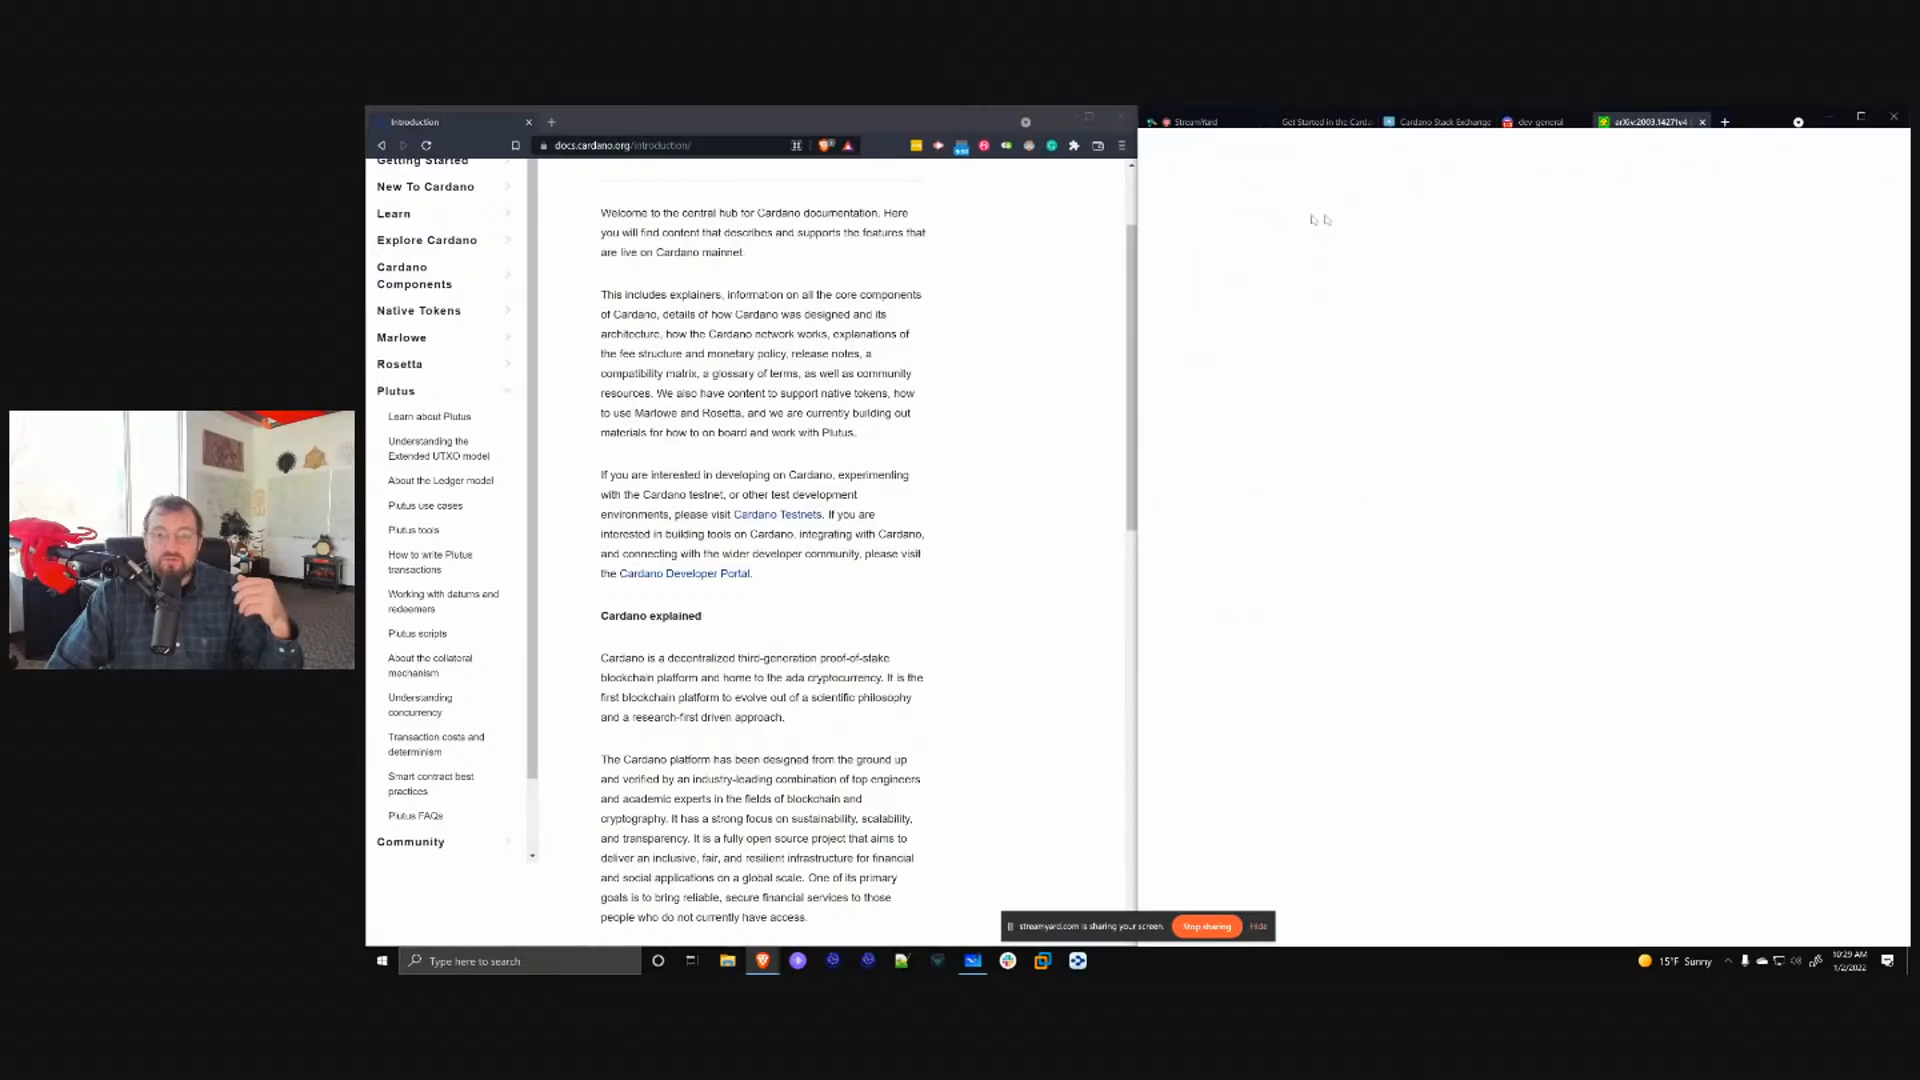 Introduction
docs.cardano.org/introduction/
StreamYard
Get Started in the Carda
Cardano Stack Exchange
dev-general
arXiv:2003.14271v4
Getting Started
New To Cardano
Learn
Explore Cardano
Cardano
Components
Native Tokens
Marlowe
Rosetta
Plutus
Learn about Plutus
Understanding the
Extended UTXO model
About the Ledger model
Plutus use cases
Plutus tools
How to write Plutus
transactions
Working with datums and
redeemers
Plutus scripts
About the collateral
mechanism
Understanding
concurrency
Transaction costs and
determinism
Smart contract best
practices
Plutus FAQs
Community
Welcome to the central hub for Cardano documentation. Here
you will find content that describes and supports the features that
are live on Cardano mainnet.
This includes explainers, information on all the core components
of Cardano, details of how Cardano was designed and its
architecture, how the Cardano network works, explanations of
the fee structure and monetary policy, release notes, a
compatibility matrix, a glossary of terms, as well as community
resources. We also have content to support native tokens, how
to use Marlowe and Rosetta, and we are currently building out
materials for how to on board and work with Plutus.
If you are interested in developing on Cardano, experimenting
with the Cardano testnet, or other test development
environments, please visit Cardano Testnets. If you are
interested in building tools on Cardano, integrating with Cardano,
and connecting with the wider developer community, please visit
the Cardano Developer Portal.
Cardano explained
Cardano is a decentralized third-generation proof-of-stake
blockchain platform and home to the ada cryptocurrency. It is the
first blockchain platform to evolve out of a scientific philosophy
and a research-first driven approach.
The Cardano platform has been designed from the ground up
and verified by an industry-leading combination of top engineers
and academic experts in the fields of blockchain and
cryptography. It has a strong focus on sustainability, scalability,
and transparency. It is a fully open source project that aims to
deliver an inclusive, fair, and resilient infrastructure for financial
and social applications on a global scale. One of its primary
goals is to bring reliable, secure financial services to those
people who do not currently have access.
streamyard.com is sharing your screen.
Stop sharing
Hide
Type here to search
15°F Sunny
10:29 AM
1/2/2022